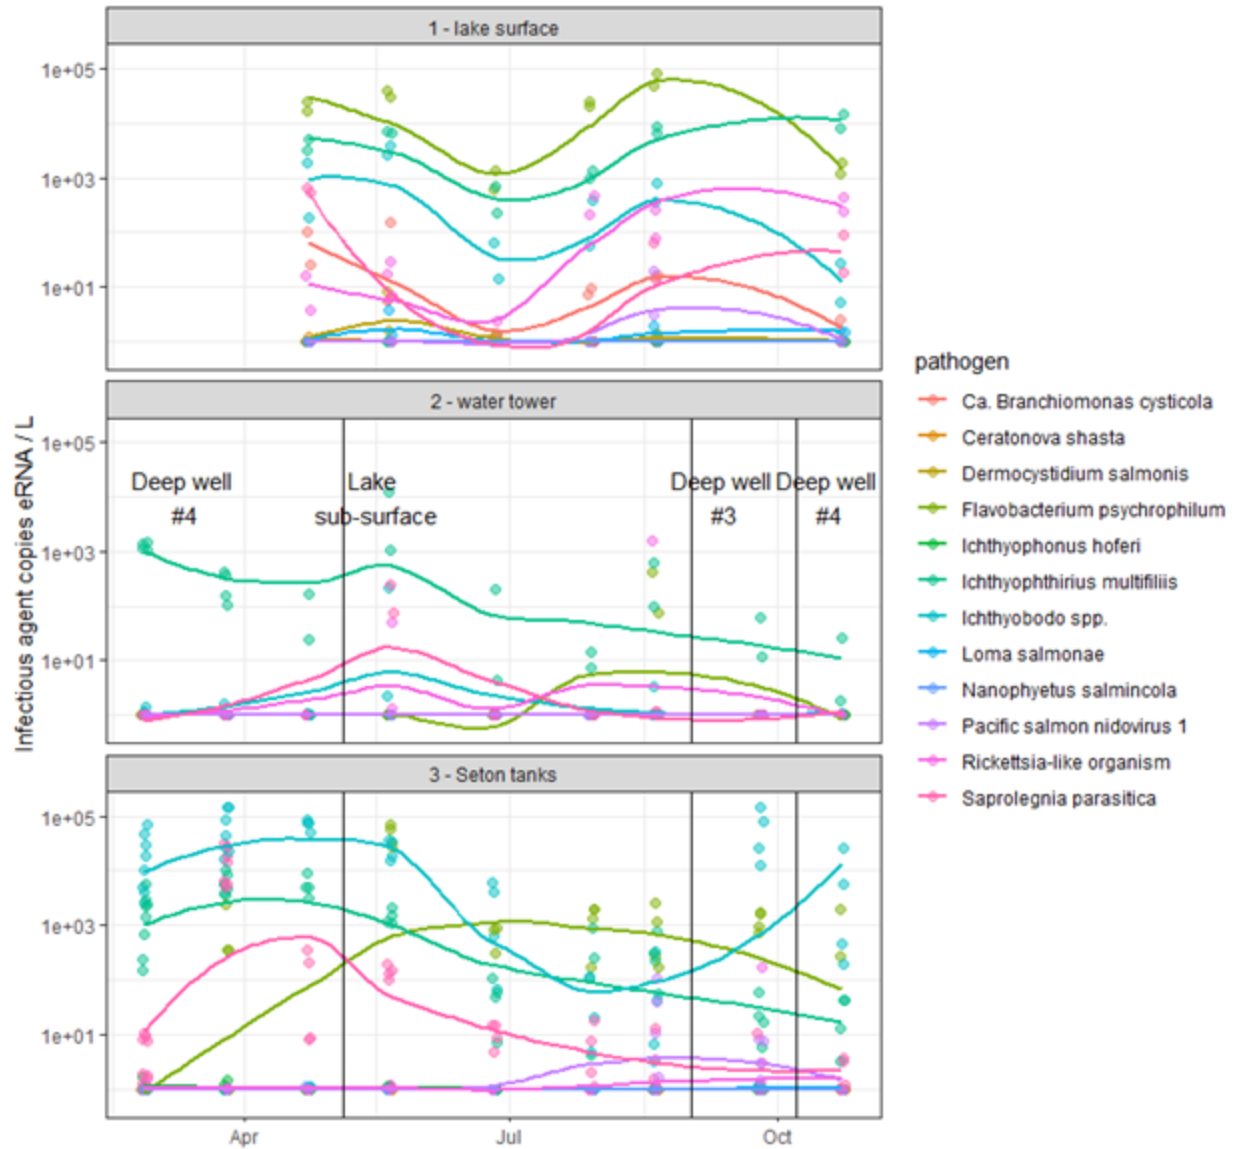 1 - lake surface
1e+05
1e+03
1e+01
2 - water tower
1e+05
1e+03
1e+01
Deep well
#4
Lake
sub-surface
Deep well
#3
Deep well
#4
3 - Seton tanks
1e+05
1e+03
1e+01
Apr
Jul
Oct
Infectious agent copies eRNA / L
pathogen
Ca. Branchiomonas cysticola
Ceratonova shasta
Dermocystidium salmonis
Flavobacterium psychrophilum
Ichthyophonus hoferi
Ichthyophthirius multifiliis
Ichthyobodo spp.
Loma salmonae
Nanophyetus salmincola
Pacific salmon nidovirus 1
Rickettsia-like organism
Saprolegnia parasitica